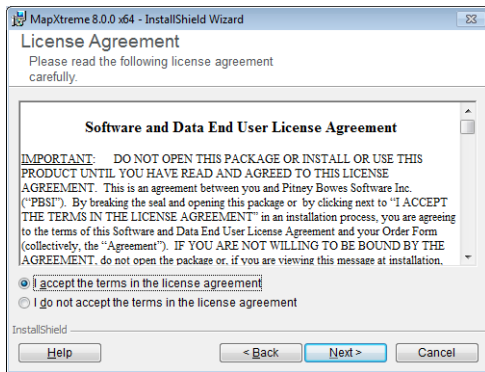 MapXtreme 8.0.0 x64 - InstallShield Wizard
License Agreement
Please read the following license agreement
carefully.
Software and Data End User License Agreement
IMPORTANT: DO NOT OPEN THIS PACKAGE OR INSTALL OR USE THIS
PRODUCT UNTIL YOU HAVE READ AND AGREED TO THIS LICENSE
AGREEMENT. This is an agreement between you and Pitney Bowes Software Inc.
("PBSI"). By breaking the seal and opening this package or by clicking next to "I ACCEPT
THE TERMS IN THE LICENSE AGREEMENT" in an installation process, you are agreeing
to the terms of this Software and Data End User License Agreement and your Order Form
(collectively, the "Agreement"). IF YOU ARE NOT WILLING TO BE BOUND BY THE
AGREEMENT, do not open the package or, if you are viewing this message at installation,
I accept the terms in the license agreement
I do not accept the terms in the license agreement
InstallShield
Help
< Back
Next >
Cancel